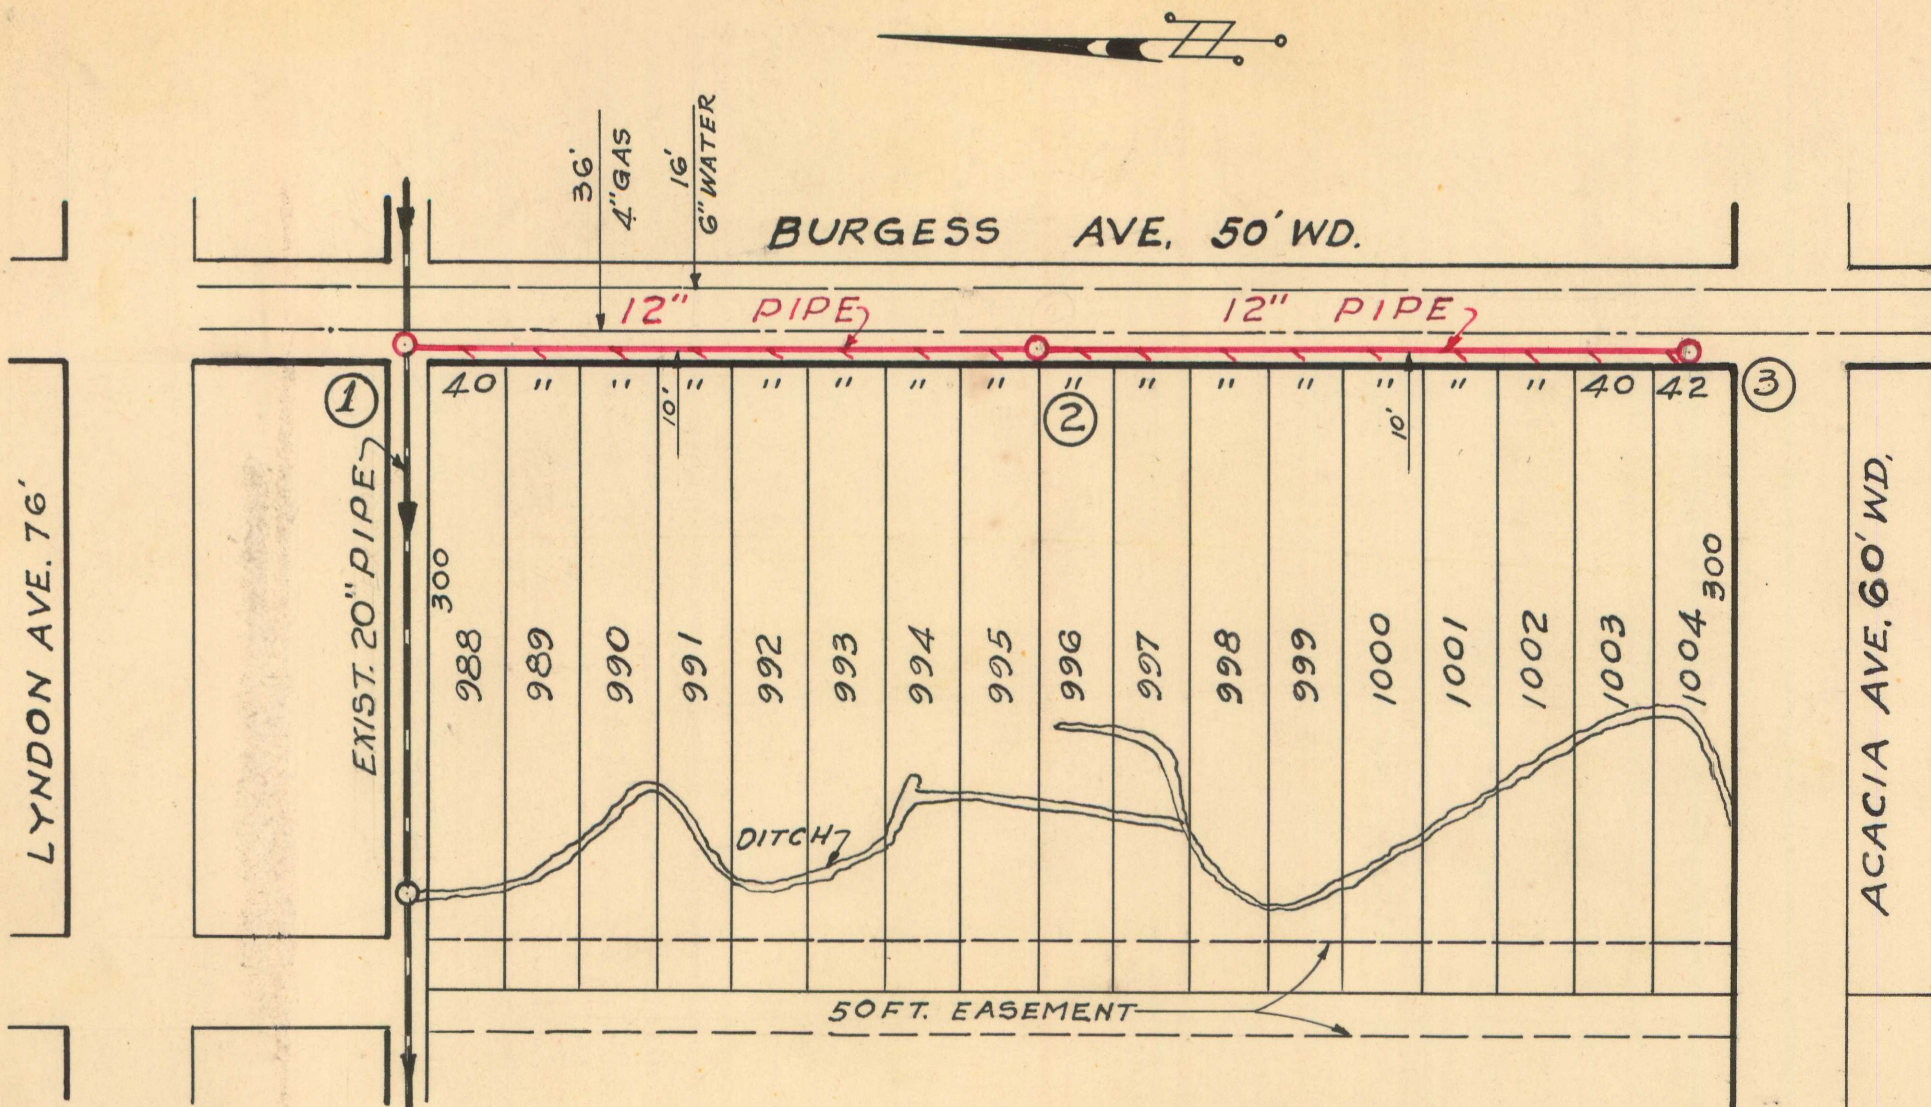 36'
4" GAS
16'
6" WATER
BURGESS AVE. 50' WD.
12" PIPE
12" PIPE
1
40 " " " " " " " " " " " " " " 40 42
3
10'
2
10'
LYNDON AVE. 76'
EXIST. 20" PIPE
300
988
989
990
991
992
993
994
995
996
997
998
999
1000
1001
1002
1003
1004
300
ACACIA AVE, 60' WD.
DITCH
50FT. EASEMENT